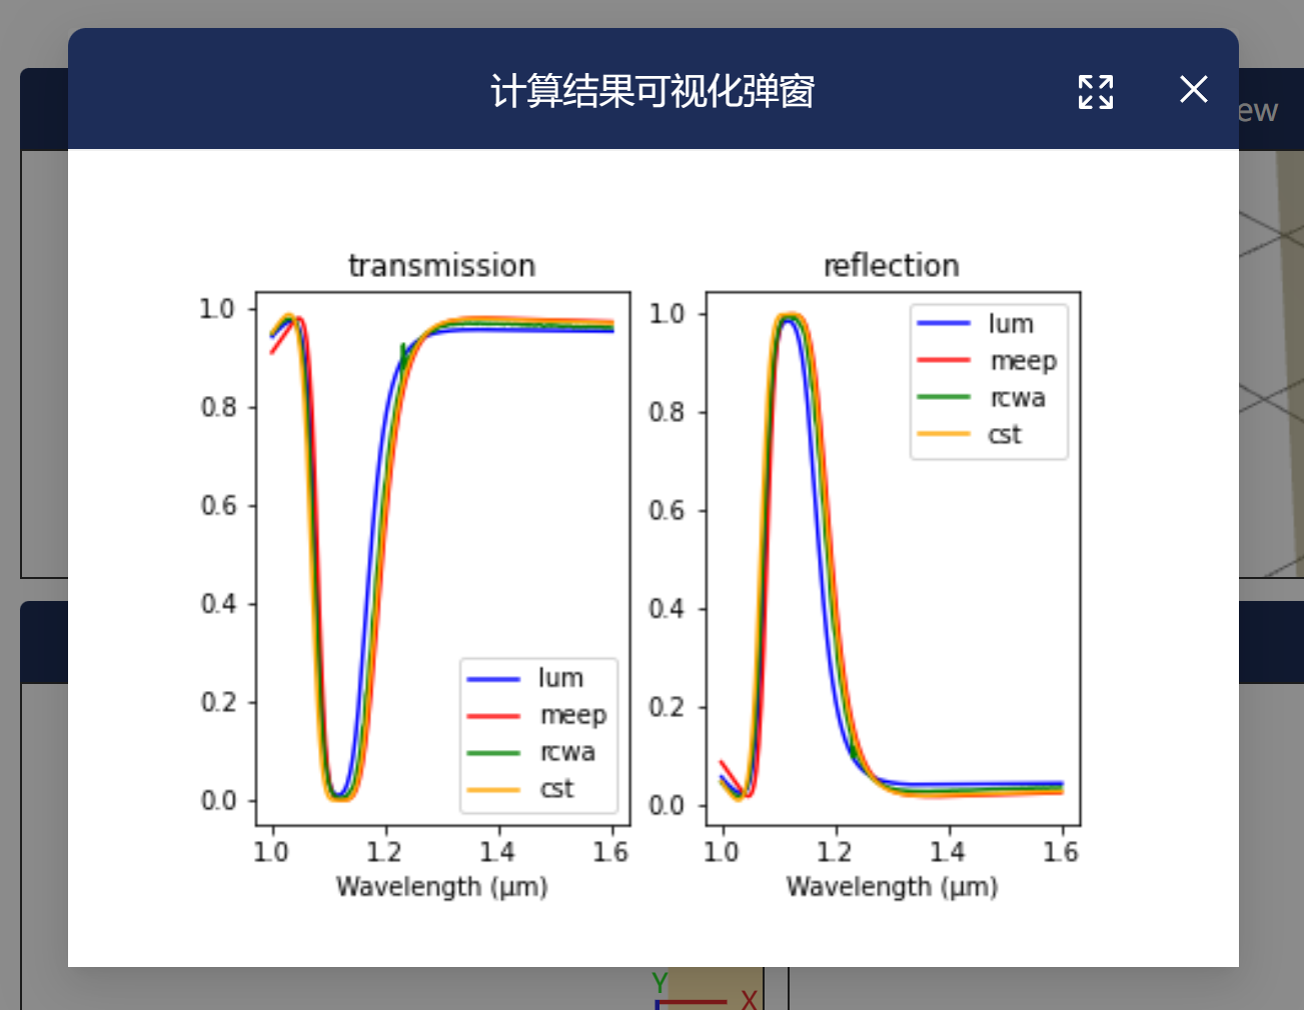 计算结果可视化弹窗
ew
transmission
1.0
0.8
0.6
0.4
0.2
0.0
lum
meep
rcwa
cst
1.0 1.2 1.4 1.6
Wavelength (μm)
reflection
1.0
0.8
0.6
0.4
0.2
0.0
lum
meep
rcwa
cst
1.0 1.2 1.4 1.6
Wavelength (μm)
Y
X